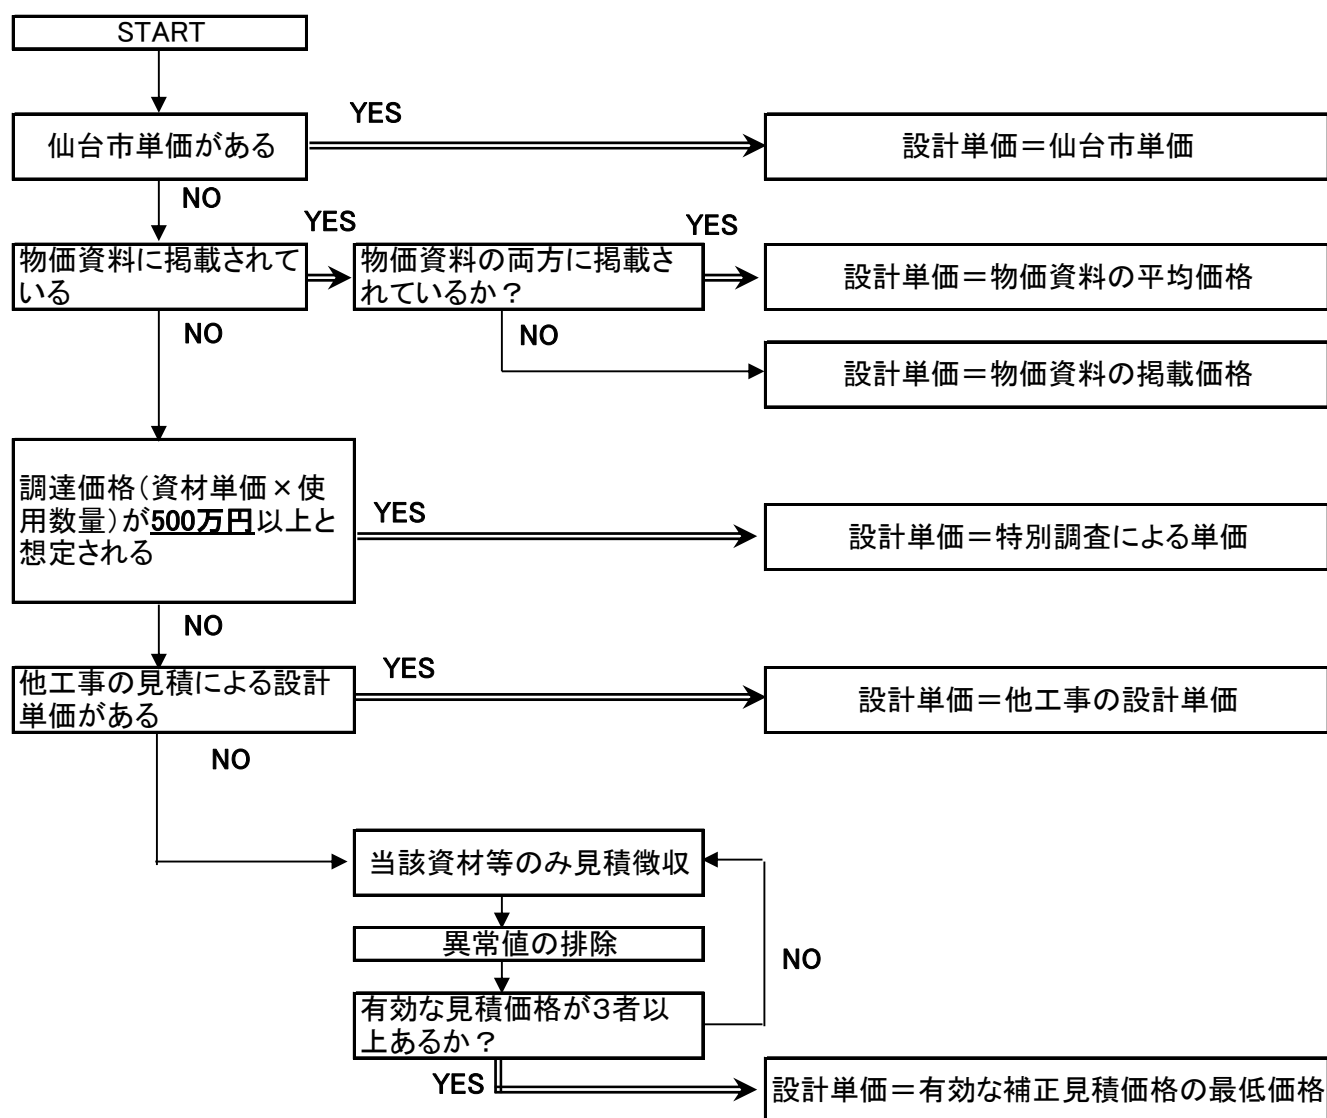 START
YES
仙台市単価がある
設計単価＝仙台市単価
NO
YES
YES
物価資料に掲載されて
いる
物価資料の両方に掲載さ
れているか？
設計単価＝物価資料の平均価格
NO
NO
設計単価＝物価資料の掲載価格
調達価格（資材単価×使
用数量）が500万円以上と
想定される
YES
設計単価＝特別調査による単価
NO
YES
他工事の見積による設計
単価がある
設計単価＝他工事の設計単価
NO
当該資材等のみ見積徴収
異常値の排除
NO
有効な見積価格が３者以
上あるか？
YES
設計単価＝有効な補正見積価格の最低価格